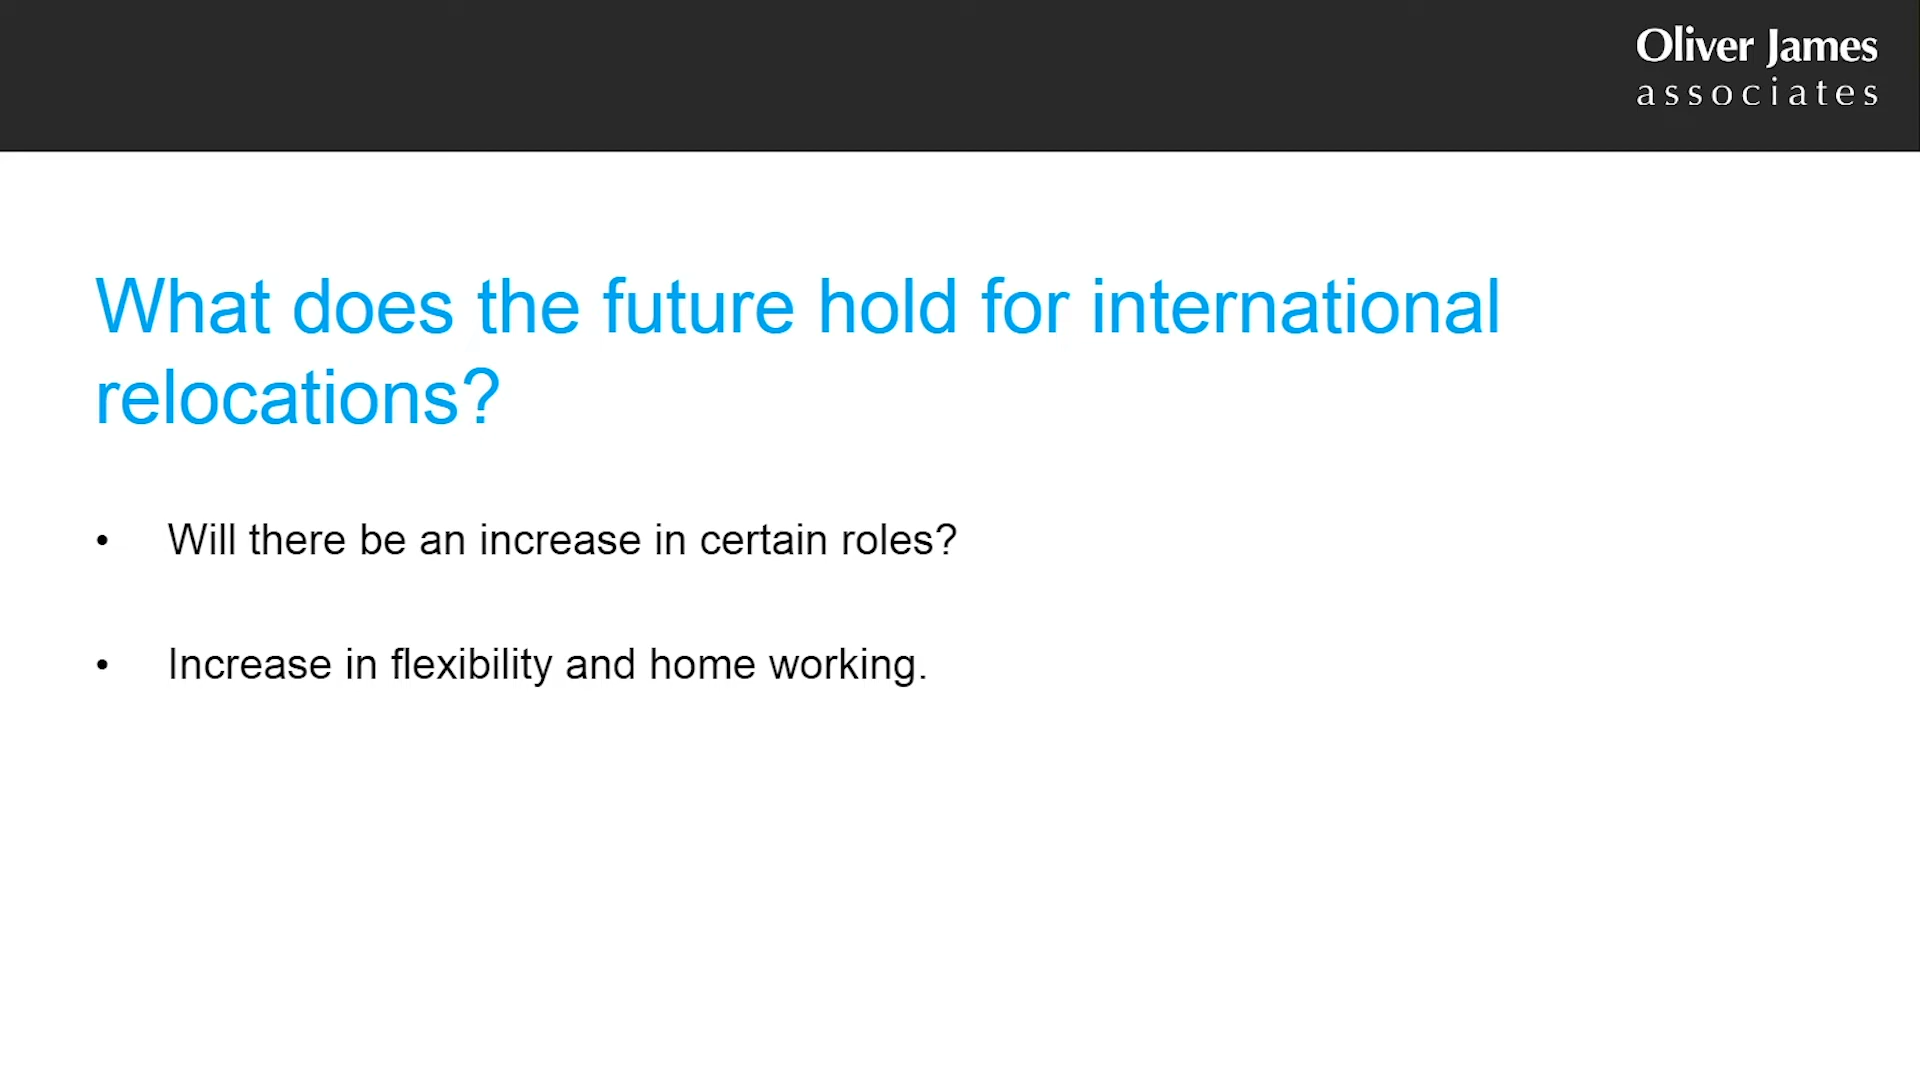 Oliver James
associates
What does the future hold for international
relocations?
• Will there be an increase in certain roles?
• Increase in flexibility and home working.